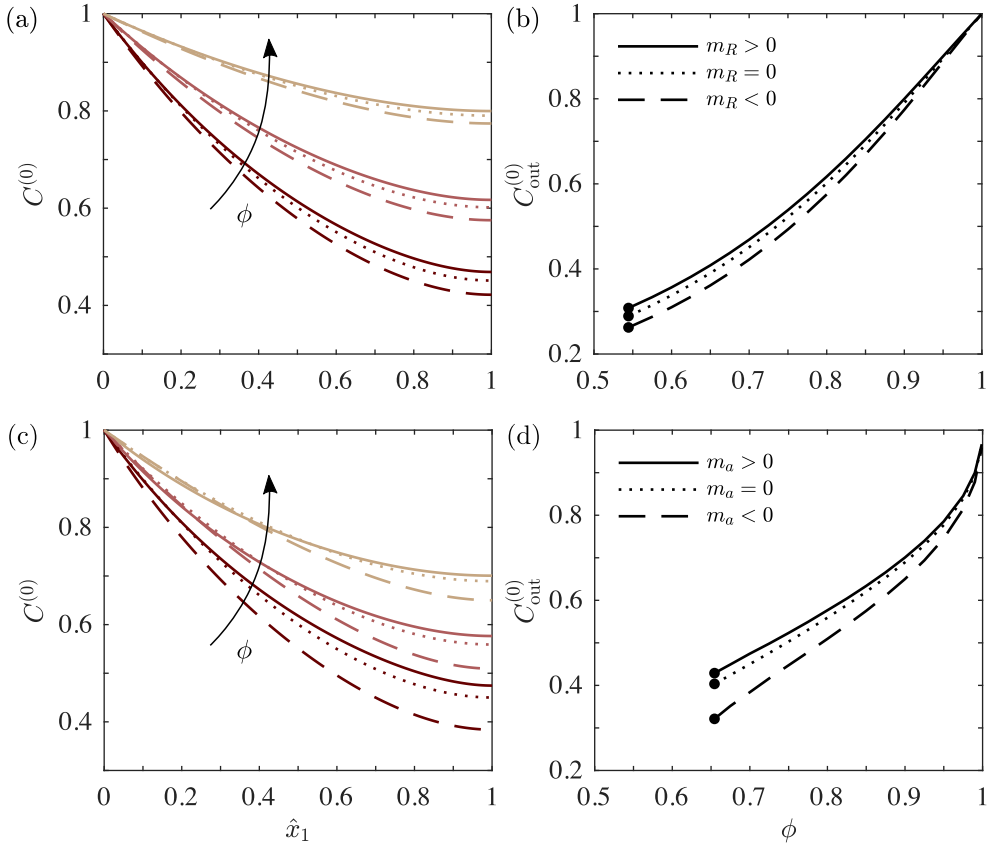 (a)
1
0.8
0.6
0.4
C^{(0)}
ϕ
0 0.2 0.4 0.6 0.8 1
(b)
1
0.8
0.6
0.4
0.2
C^{(0)}_{out}
m_R > 0
m_R = 0
m_R < 0
0.5 0.6 0.7 0.8 0.9 1
(c)
1
0.8
0.6
0.4
C^{(0)}
ϕ
0 0.2 0.4 0.6 0.8 1
x̂_1
(d)
1
0.8
0.6
0.4
0.2
C^{(0)}_{out}
m_a > 0
m_a = 0
m_a < 0
0.5 0.6 0.7 0.8 0.9 1
ϕ